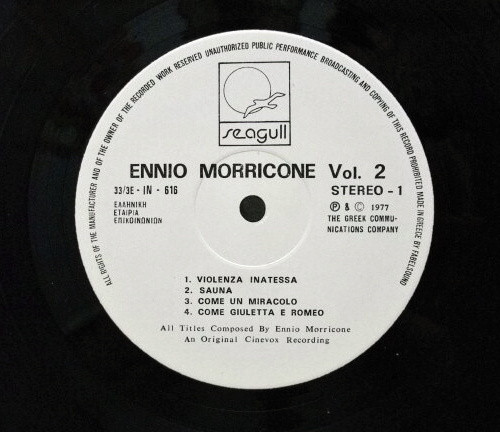 ALL RIGHTS OF THE MANUFACTURER AND OF THE OWNER OF THE RECORDED WORK RESERVED UNAUTHORIZED PUBLIC PERFORMANCE BROADCASTING AND COPYING OF THIS RECORD PROHIBITED MADE IN GREECE BY FABELSOUND
seagull
ENNIO MORRICONE Vol. 2
33/3E - IN - 616
STEREO - 1
ΕΛΛΗΝΙΚΗ
ΕΤΑΙΡΙΑ
ΕΠΙΚΟΙΝΩΝΙΩΝ
℗ & © 1977
THE GREEK COMMU-
NICATIONS COMPANY
1. VIOLENZA INATESSA
2. SAUNA
3. COME UN MIRACOLO
4. COME GIULETTA E ROMEO
All Titles Composed By Ennio Morricone
An Original Cinevox Recording